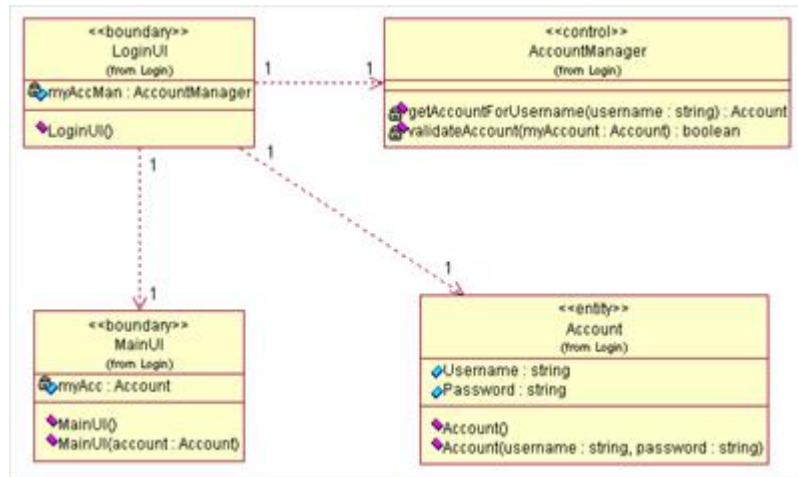 <<boundary>>
LoginUI
(from Login)
myAccMan : AccountManager
LoginUI()
1
1
<<control>>
AccountManager
(from Login)
getAccountForUsername(username : string) : Account
validateAccount(myAccount : Account) : boolean
1
1
1
1
<<boundary>>
MainUI
(from Login)
myAcc : Account
MainUI()
MainUI(account : Account)
<<entity>>
Account
(from Login)
Username : string
Password : string
Account()
Account(username : string, password : string)